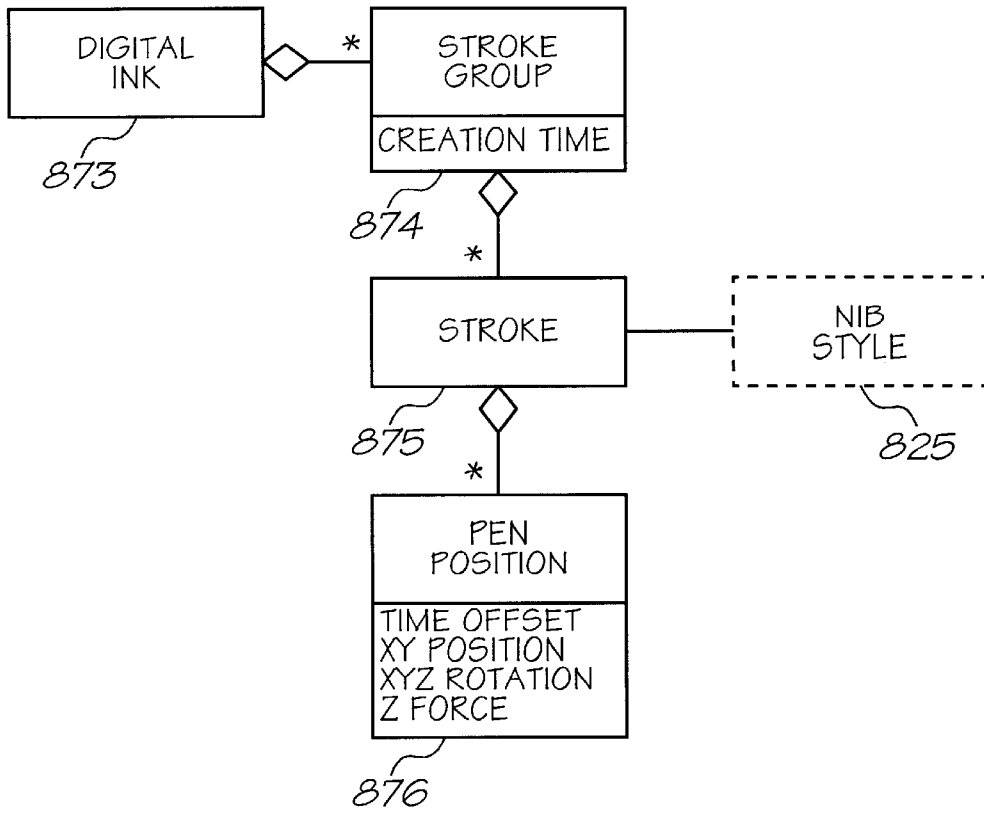 DIGITAL
INK
*
STROKE
GROUP
CREATION TIME
873
874
*
STROKE
NIB
STYLE
875
825
*
PEN
POSITION
TIME OFFSET
XY POSITION
XYZ ROTATION
Z FORCE
876